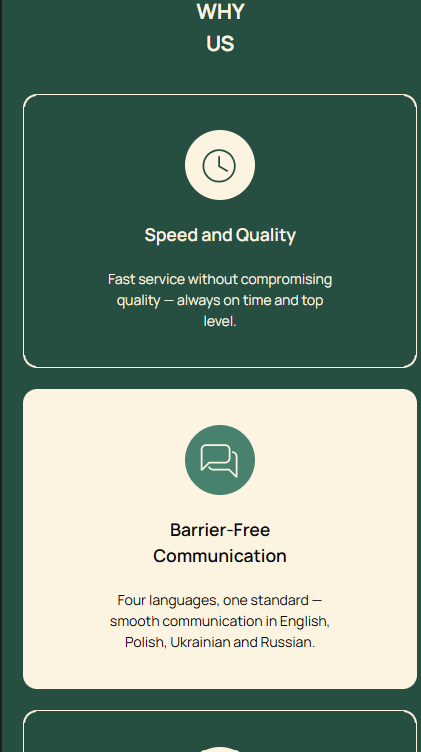 WHY
US
Speed and Quality
Fast service without compromising
quality — always on time and top
level.
Barrier-Free
Communication
Four languages, one standard —
smooth communication in English,
Polish, Ukrainian and Russian.